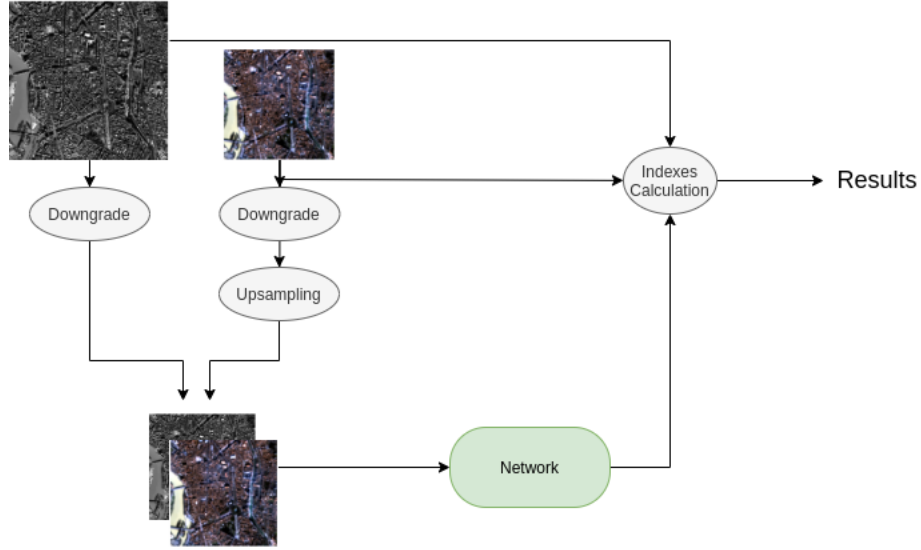 Indexes
Calculation
Results
Downgrade
Downgrade
Upsampling
Network